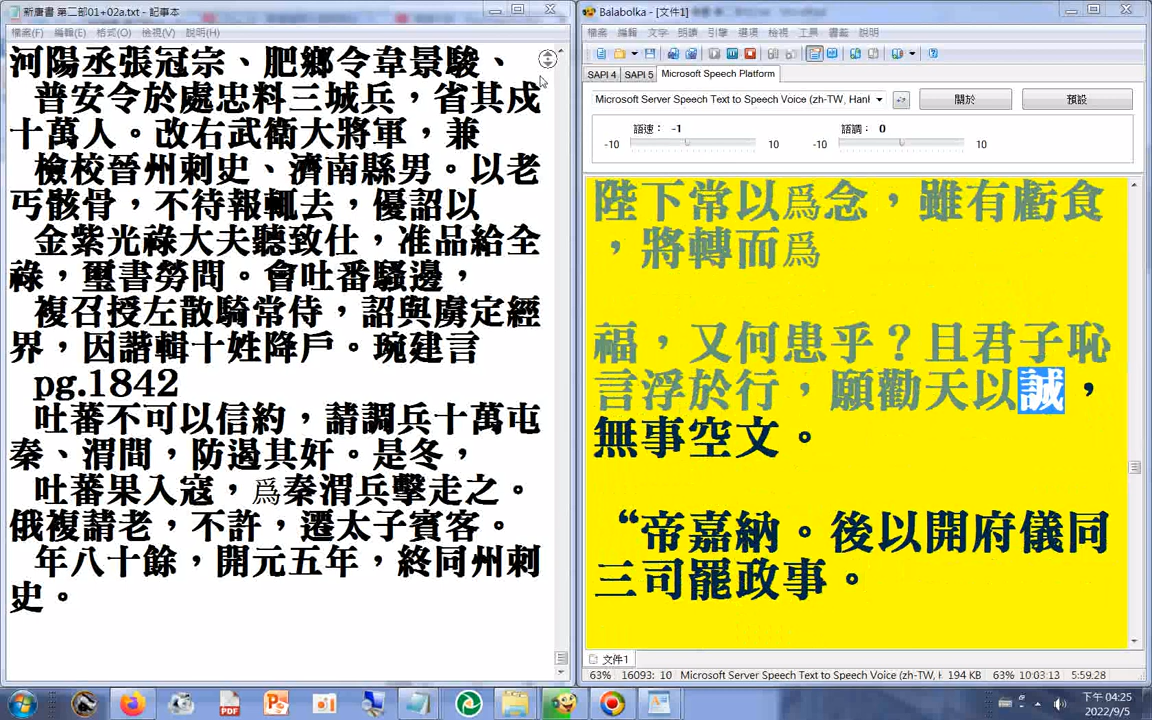 新唐書 第二部01+02a.txt - 記事本
檔案(F) 編輯(E) 格式(O) 檢視(V) 說明(H)
河陽丞張冠宗、肥鄉令韋景駿、
普安令於處忠料三城兵，省其戍
十萬人。改右武衛大將軍，兼
檢校晉州刺史、濟南縣男。以老
丐骸骨，不待報輒去，優詔以
金紫光祿大夫聽致仕，准品給全
祿，璽書勞問。會吐番騷邊，
複召授左散騎常侍，詔與虜定經
界，因諧輯十姓降戶。琬建言
pg.1842
吐蕃不可以信約，請調兵十萬屯
秦、渭間，防遏其奸。是冬，
吐蕃果入寇，爲秦渭兵擊走之。
俄複請老，不許，遷太子賓客。
年八十餘，開元五年，終同州刺
史。
Balabolka - [文件1]
檔案 編輯 文字 朗讀 引擎 選項 檢視 工具 書籤 說明
SAPI 4 SAPI 5 Microsoft Speech Platform
Microsoft Server Speech Text to Speech Voice (zh-TW, Hanl 關於 預設
語速： -1 語調： 0
-10 10 -10 10
陛下常以爲念，雖有虧食
，將轉而爲
福，又何患乎？且君子恥
言浮於行，願勸天以誠，
無事空文。
“帝嘉納。後以開府儀同
三司罷政事。
文件1
63% 16093: 10 Microsoft Server Speech Text to Speech Voice (zh-TW, H 194 KB 63% 10:03:13 5:59.28
下午 04:25
2022/9/5